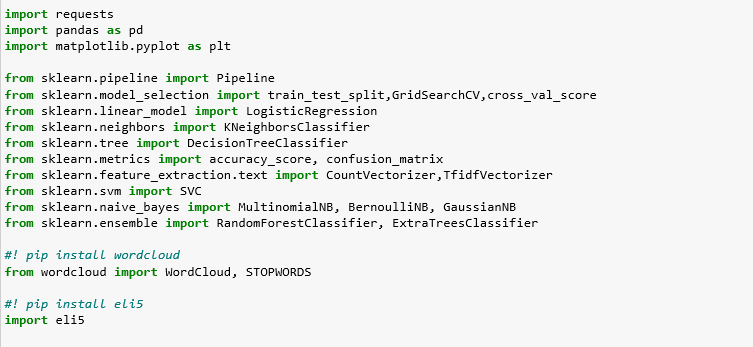 import requests
import pandas as pd
import matplotlib.pyplot as plt
from sklearn.pipeline import Pipeline
from sklearn.model_selection import train_test_split,GridSearchCV,cross_val_score
from sklearn.linear_model import LogisticRegression
from sklearn.neighbors import KNeighborsClassifier
from sklearn.tree import DecisionTreeClassifier
from sklearn.metrics import accuracy_score, confusion_matrix
from sklearn.feature_extraction.text import CountVectorizer,TfidfVectorizer
from sklearn.svm import SVC
from sklearn.naive_bayes import MultinomialNB, BernoulliNB, GaussianNB
from sklearn.ensemble import RandomForestClassifier, ExtraTreesClassifier
#! pip install wordcloud
from wordcloud import WordCloud, STOPWORDS
#! pip install eli5
import eli5